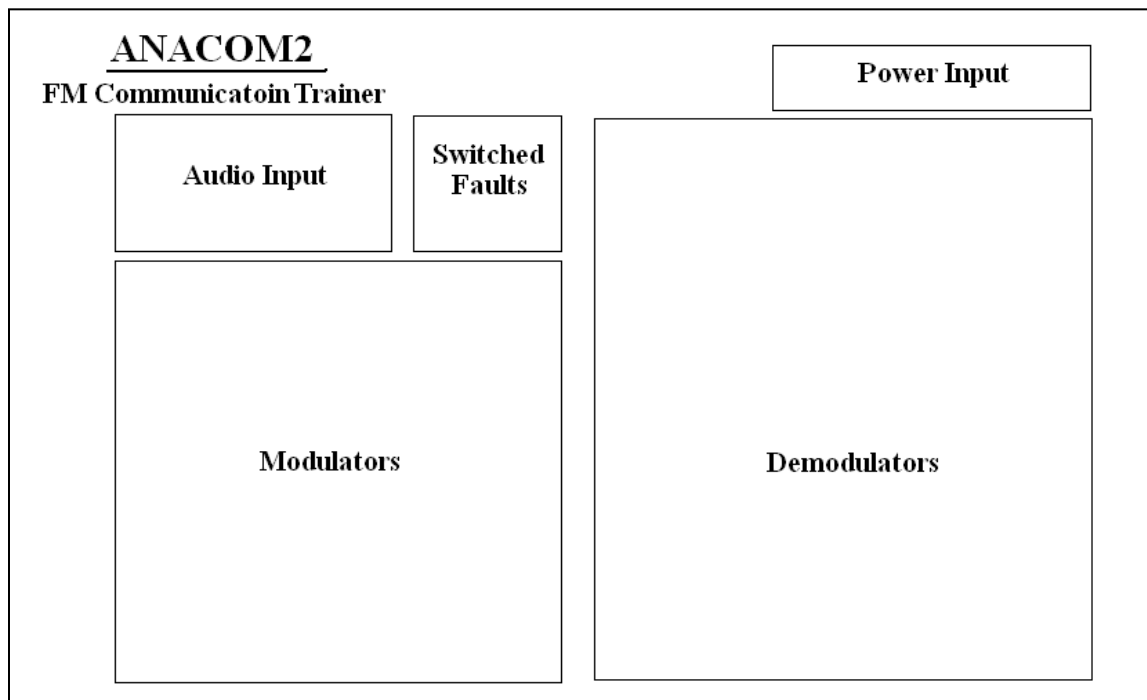 ANACOM2
FM Communicatoin Trainer
Power Input
Audio Input
Switched
Faults
Modulators
Demodulators